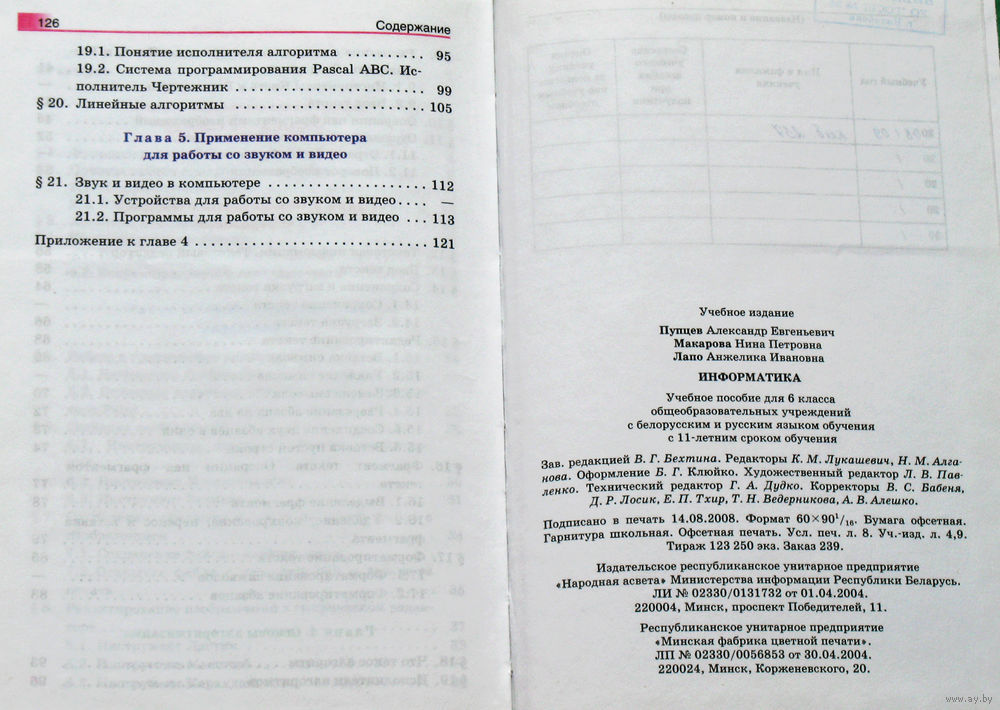 126
Содержание
19.1. Понятие исполнителя алгоритма .......... 95
19.2. Система программирования Pascal ABC. Ис-
полнитель Чертежник ........................ 99
§ 20. Линейные алгоритмы ........................ 105
Глава 5. Применение компьютера
для работы со звуком и видео
§ 21. Звук и видео в компьютере .................... 112
21.1. Устройства для работы со звуком и видео.... —
21.2. Программы для работы со звуком и видео ... 113
Приложение к главе 4 ............................. 121
Учебное издание
Пупцев Александр Евгеньевич
Макарова Нина Петровна
Лапо Анжелика Ивановна
ИНФОРМАТИКА
Учебное пособие для 6 класса
общеобразовательных учреждений
с белорусским и русским языком обучения
с 11-летним сроком обучения
Зав. редакцией В. Г. Бехтина. Редакторы К. М. Лукашевич, Н. М. Алга-
нова. Оформление Б. Г. Клюйко. Художественный редактор Л. В. Пав-
ленко. Технический редактор Г. А. Дудко. Корректоры В. С. Бабеня,
Д. Р. Лосик, Е. П. Тхир, Т. Н. Ведерникова, А. В. Алешко.
Подписано в печать 14.08.2008. Формат 60×90¹/₁₆. Бумага офсетная.
Гарнитура школьная. Офсетная печать. Усл. печ. л. 8. Уч.-изд. л. 4,9.
Тираж 123 250 экз. Заказ 239.
Издательское республиканское унитарное предприятие
«Народная асвета» Министерства информации Республики Беларусь.
ЛИ № 02330/0131732 от 01.04.2004.
220004, Минск, проспект Победителей, 11.
Республиканское унитарное предприятие
«Минская фабрика цветной печати».
ЛП № 02330/0056853 от 30.04.2004.
220024, Минск, Корженевского, 20.
www.ay.by